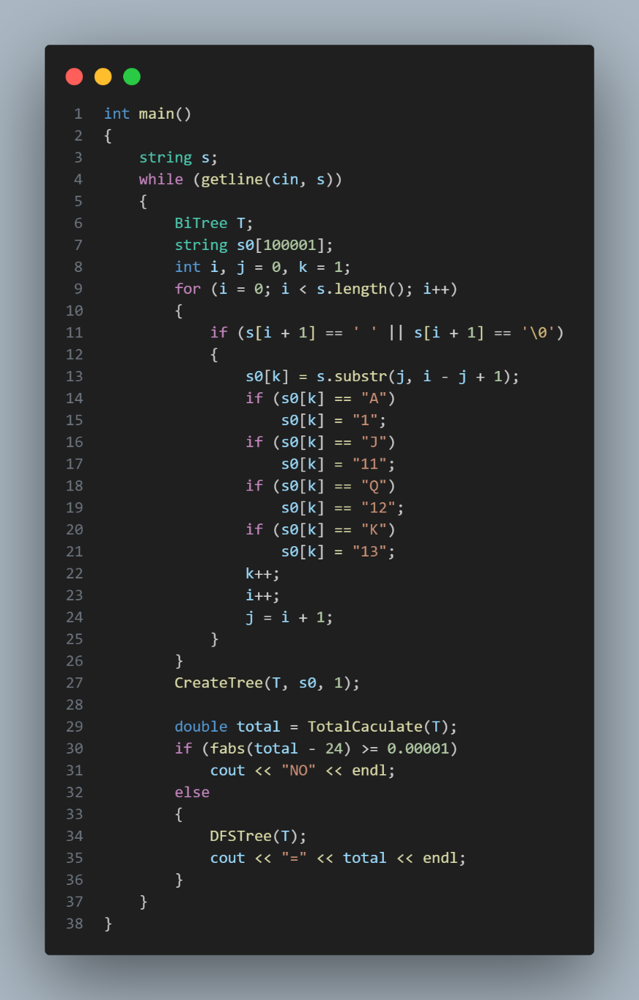 1 int main()
2 {
3     string s;
4     while (getline(cin, s))
5     {
6         BiTree T;
7         string s0[100001];
8         int i, j = 0, k = 1;
9         for (i = 0; i < s.length(); i++)
10         {
11             if (s[i + 1] == ' ' || s[i + 1] == '\0')
12             {
13                 s0[k] = s.substr(j, i - j + 1);
14                 if (s0[k] == "A")
15                     s0[k] = "1";
16                 if (s0[k] == "J")
17                     s0[k] = "11";
18                 if (s0[k] == "Q")
19                     s0[k] == "12";
20                 if (s0[k] == "K")
21                     s0[k] = "13";
22                 k++;
23                 i++;
24                 j = i + 1;
25             }
26         }
27         CreateTree(T, s0, 1);
28
29         double total = TotalCaculate(T);
30         if (fabs(total - 24) >= 0.00001)
31             cout << "NO" << endl;
32         else
33         {
34             DFSTree(T);
35             cout << "=" << total << endl;
36         }
37     }
38 }